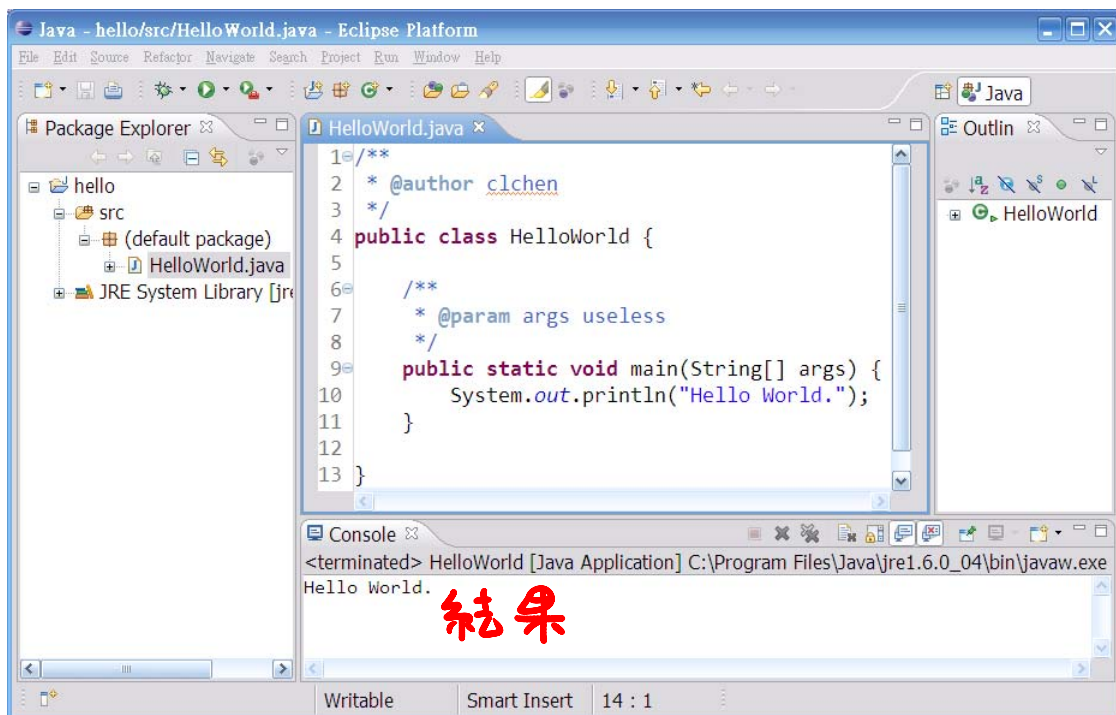 Java - hello/src/HelloWorld.java - Eclipse Platform
File Edit Source Refactor Navigate Search Project Run Window Help
Java
Package Explorer
hello
src
(default package)
HelloWorld.java
JRE System Library [jre
HelloWorld.java
1 /**
2  * @author clchen
3  */
4 public class HelloWorld {
5
6     /**
7      * @param args useless
8      */
9     public static void main(String[] args) {
10         System.out.println("Hello World.");
11     }
12
13 }
Outlin
HelloWorld
Console
<terminated> HelloWorld [Java Application] C:\Program Files\Java\jre1.6.0_04\bin\javaw.exe
Hello World.
結果
Writable Smart Insert 14 : 1